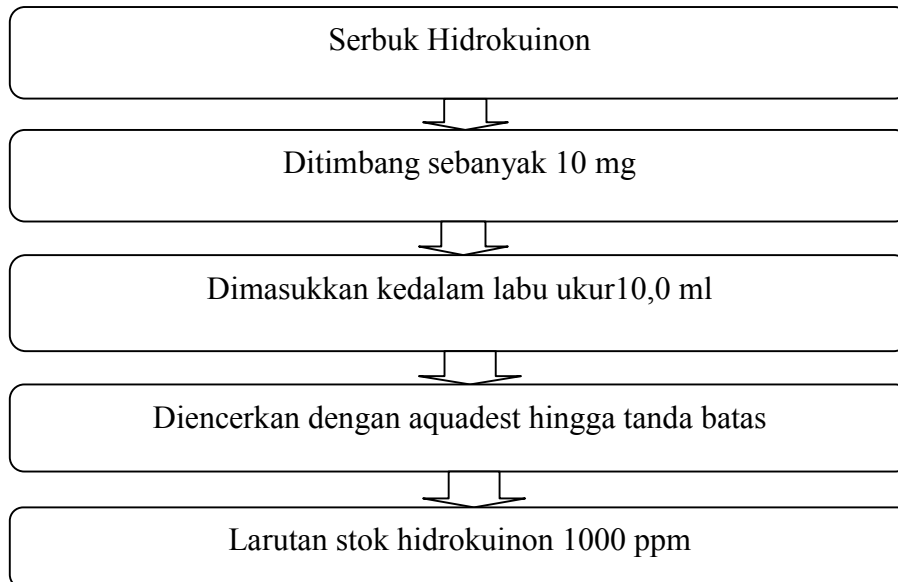 Serbuk Hidrokuinon
Ditimbang sebanyak 10 mg
Dimasukkan kedalam labu ukur10,0 ml
Diencerkan dengan aquadest hingga tanda batas
Larutan stok hidrokuinon 1000 ppm